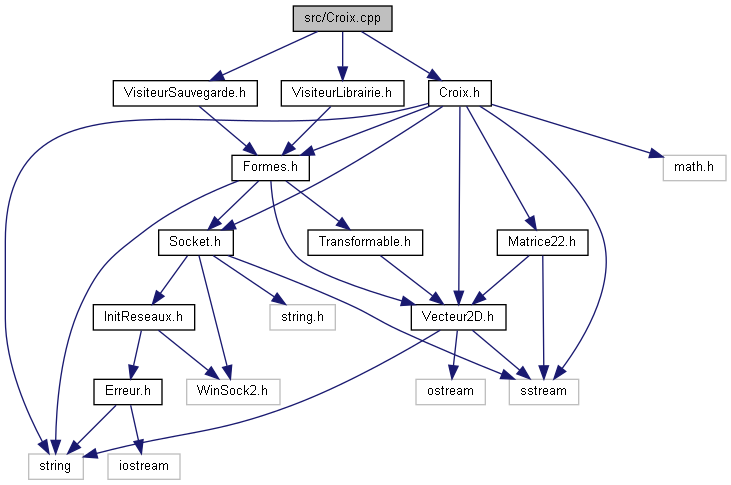 src/Croix.cpp
VisiteurSauvegarde.h
VisiteurLibrairie.h
Croix.h
Formes.h
math.h
Socket.h
Transformable.h
Matrice22.h
InitReseaux.h
string.h
Vecteur2D.h
Erreur.h
WinSock2.h
ostream
sstream
string
iostream